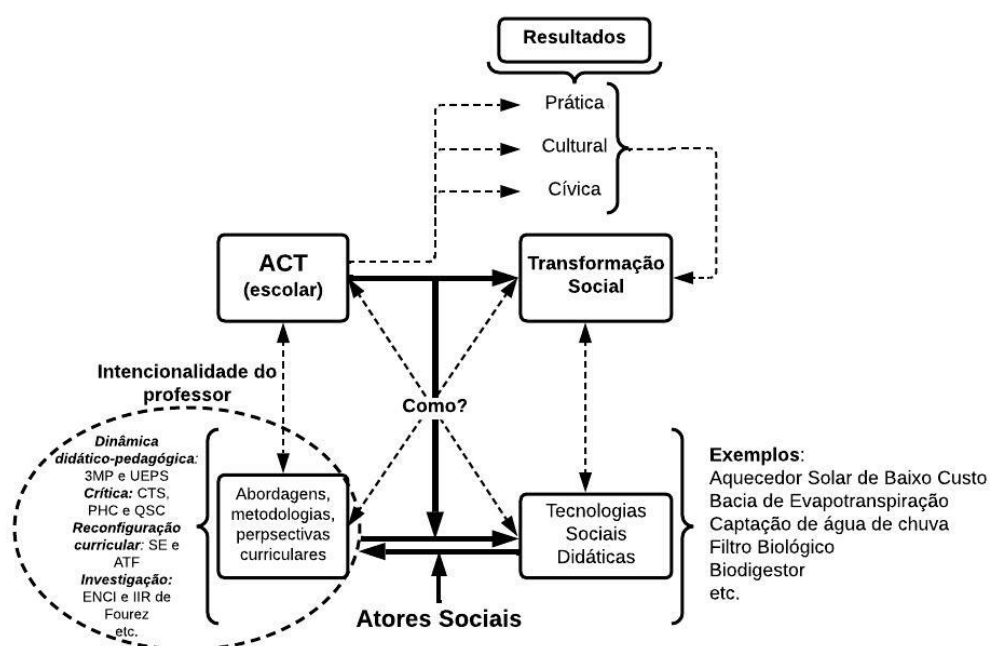 Resultados
Prática
Cultural
Cívica
ACT
(escolar)
Transformação
Social
Intencionalidade do
professor
Como?
Dinâmica
didático-pedagógica:
3MP e UEPS
Crítica: CTS,
PHC e QSC
Reconfiguração
curricular: SE e
ATF
Investigação:
ENCI e IIR de
Fourez
etc.
Abordagens,
metodologias,
perpsectivas
curriculares
Tecnologias
Sociais
Didáticas
Exemplos:
Aquecedor Solar de Baixo Custo
Bacia de Evapotranspiração
Captação de água de chuva
Filtro Biológico
Biodigestor
etc.
Atores Sociais